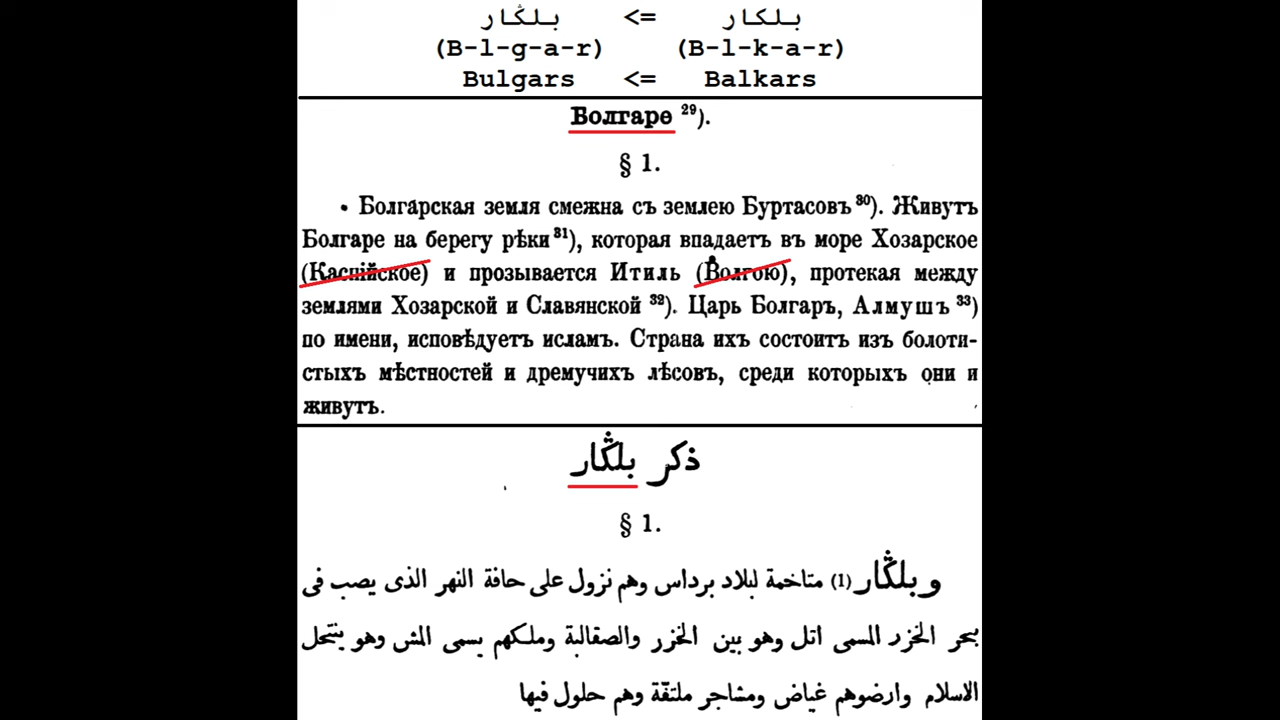 بلڭار <= بلكار
(B-l-g-a-r) (B-l-k-a-r)
Bulgars <= Balkars
Болгаре ²⁹).
§ 1.
Болгарская земля смежна съ землею Буртасовъ ³⁰). Живутъ
Болгаре на берегу рѣки ³¹), которая впадаетъ въ море Хозарское
(Каспійское) и прозывается Итиль (Волгою), протекая между
землями Хозарской и Славянской ³²). Царь Болгаръ, Алмушъ ³³)
по имени, исповѣдуетъ исламъ. Страна ихъ состоитъ изъ болоти-
стыхъ мѣстностей и дремучихъ лѣсовъ, среди которыхъ они и
живутъ.
ذكر بلڭار
§ 1.
وبلڭار (1) متاخمة لبلاد برداس وهم نزول على حافة النهر الذى يصب فى
بحر الخزر المسمى اتل وهو بين الخزر والصقالبة وملكهم يسمى المش وهو ينتحل
الاسلام وارضوهم غياض ومشاجر ملتفّة وهم حلول فيها